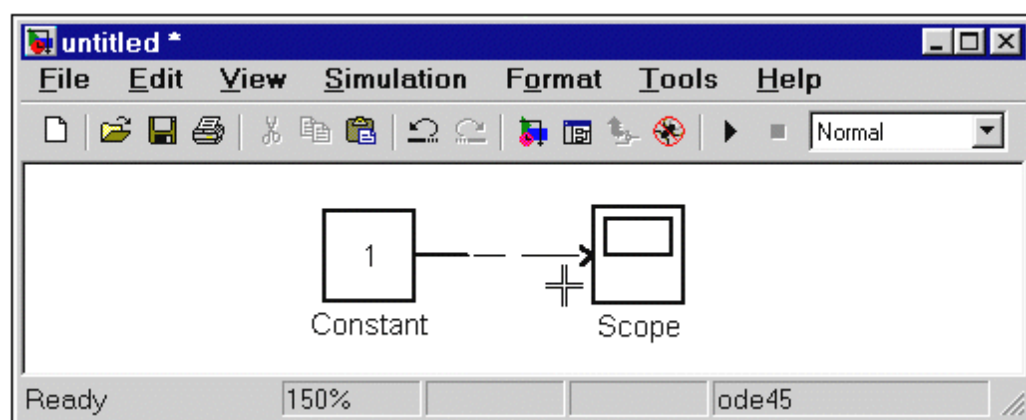 untitled *
File Edit View Simulation Format Tools Help
Normal
1
Constant Scope
Ready 150% ode45